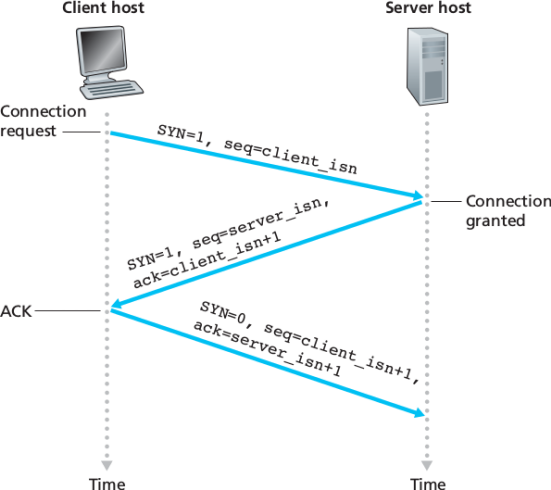 Client host
Server host
Connection
request
SYN=1, seq=client_isn
Connection
granted
SYN=1, seq=server_isn,
ack=client_isn+1
ACK
SYN=0, seq=client_isn+1,
ack=server_isn+1
Time
Time